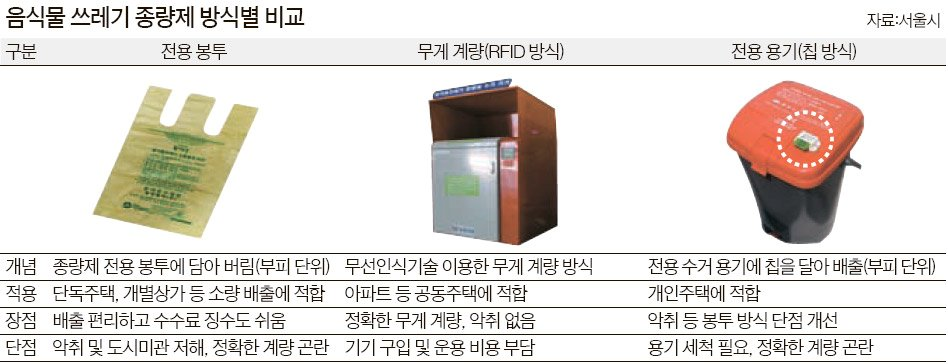 음식물 쓰레기 종량제 방식별 비교
자료:서울시
구분 전용 봉투 무게 계량(RFID 방식) 전용 용기(칩 방식)
개념 종량제 전용 봉투에 담아 버림(부피 단위) 무선인식기술 이용한 무게 계량 방식 전용 수거 용기에 칩을 달아 배출(부피 단위)
적용 단독주택, 개별상가 등 소량 배출에 적합 아파트 등 공동주택에 적합 개인주택에 적합
장점 배출 편리하고 수수료 징수도 쉬움 정확한 무게 계량, 악취 없음 악취 등 봉투 방식 단점 개선
단점 악취 및 도시미관 저해, 정확한 계량 곤란 기기 구입 및 운용 비용 부담 용기 세척 필요, 정확한 계량 곤란